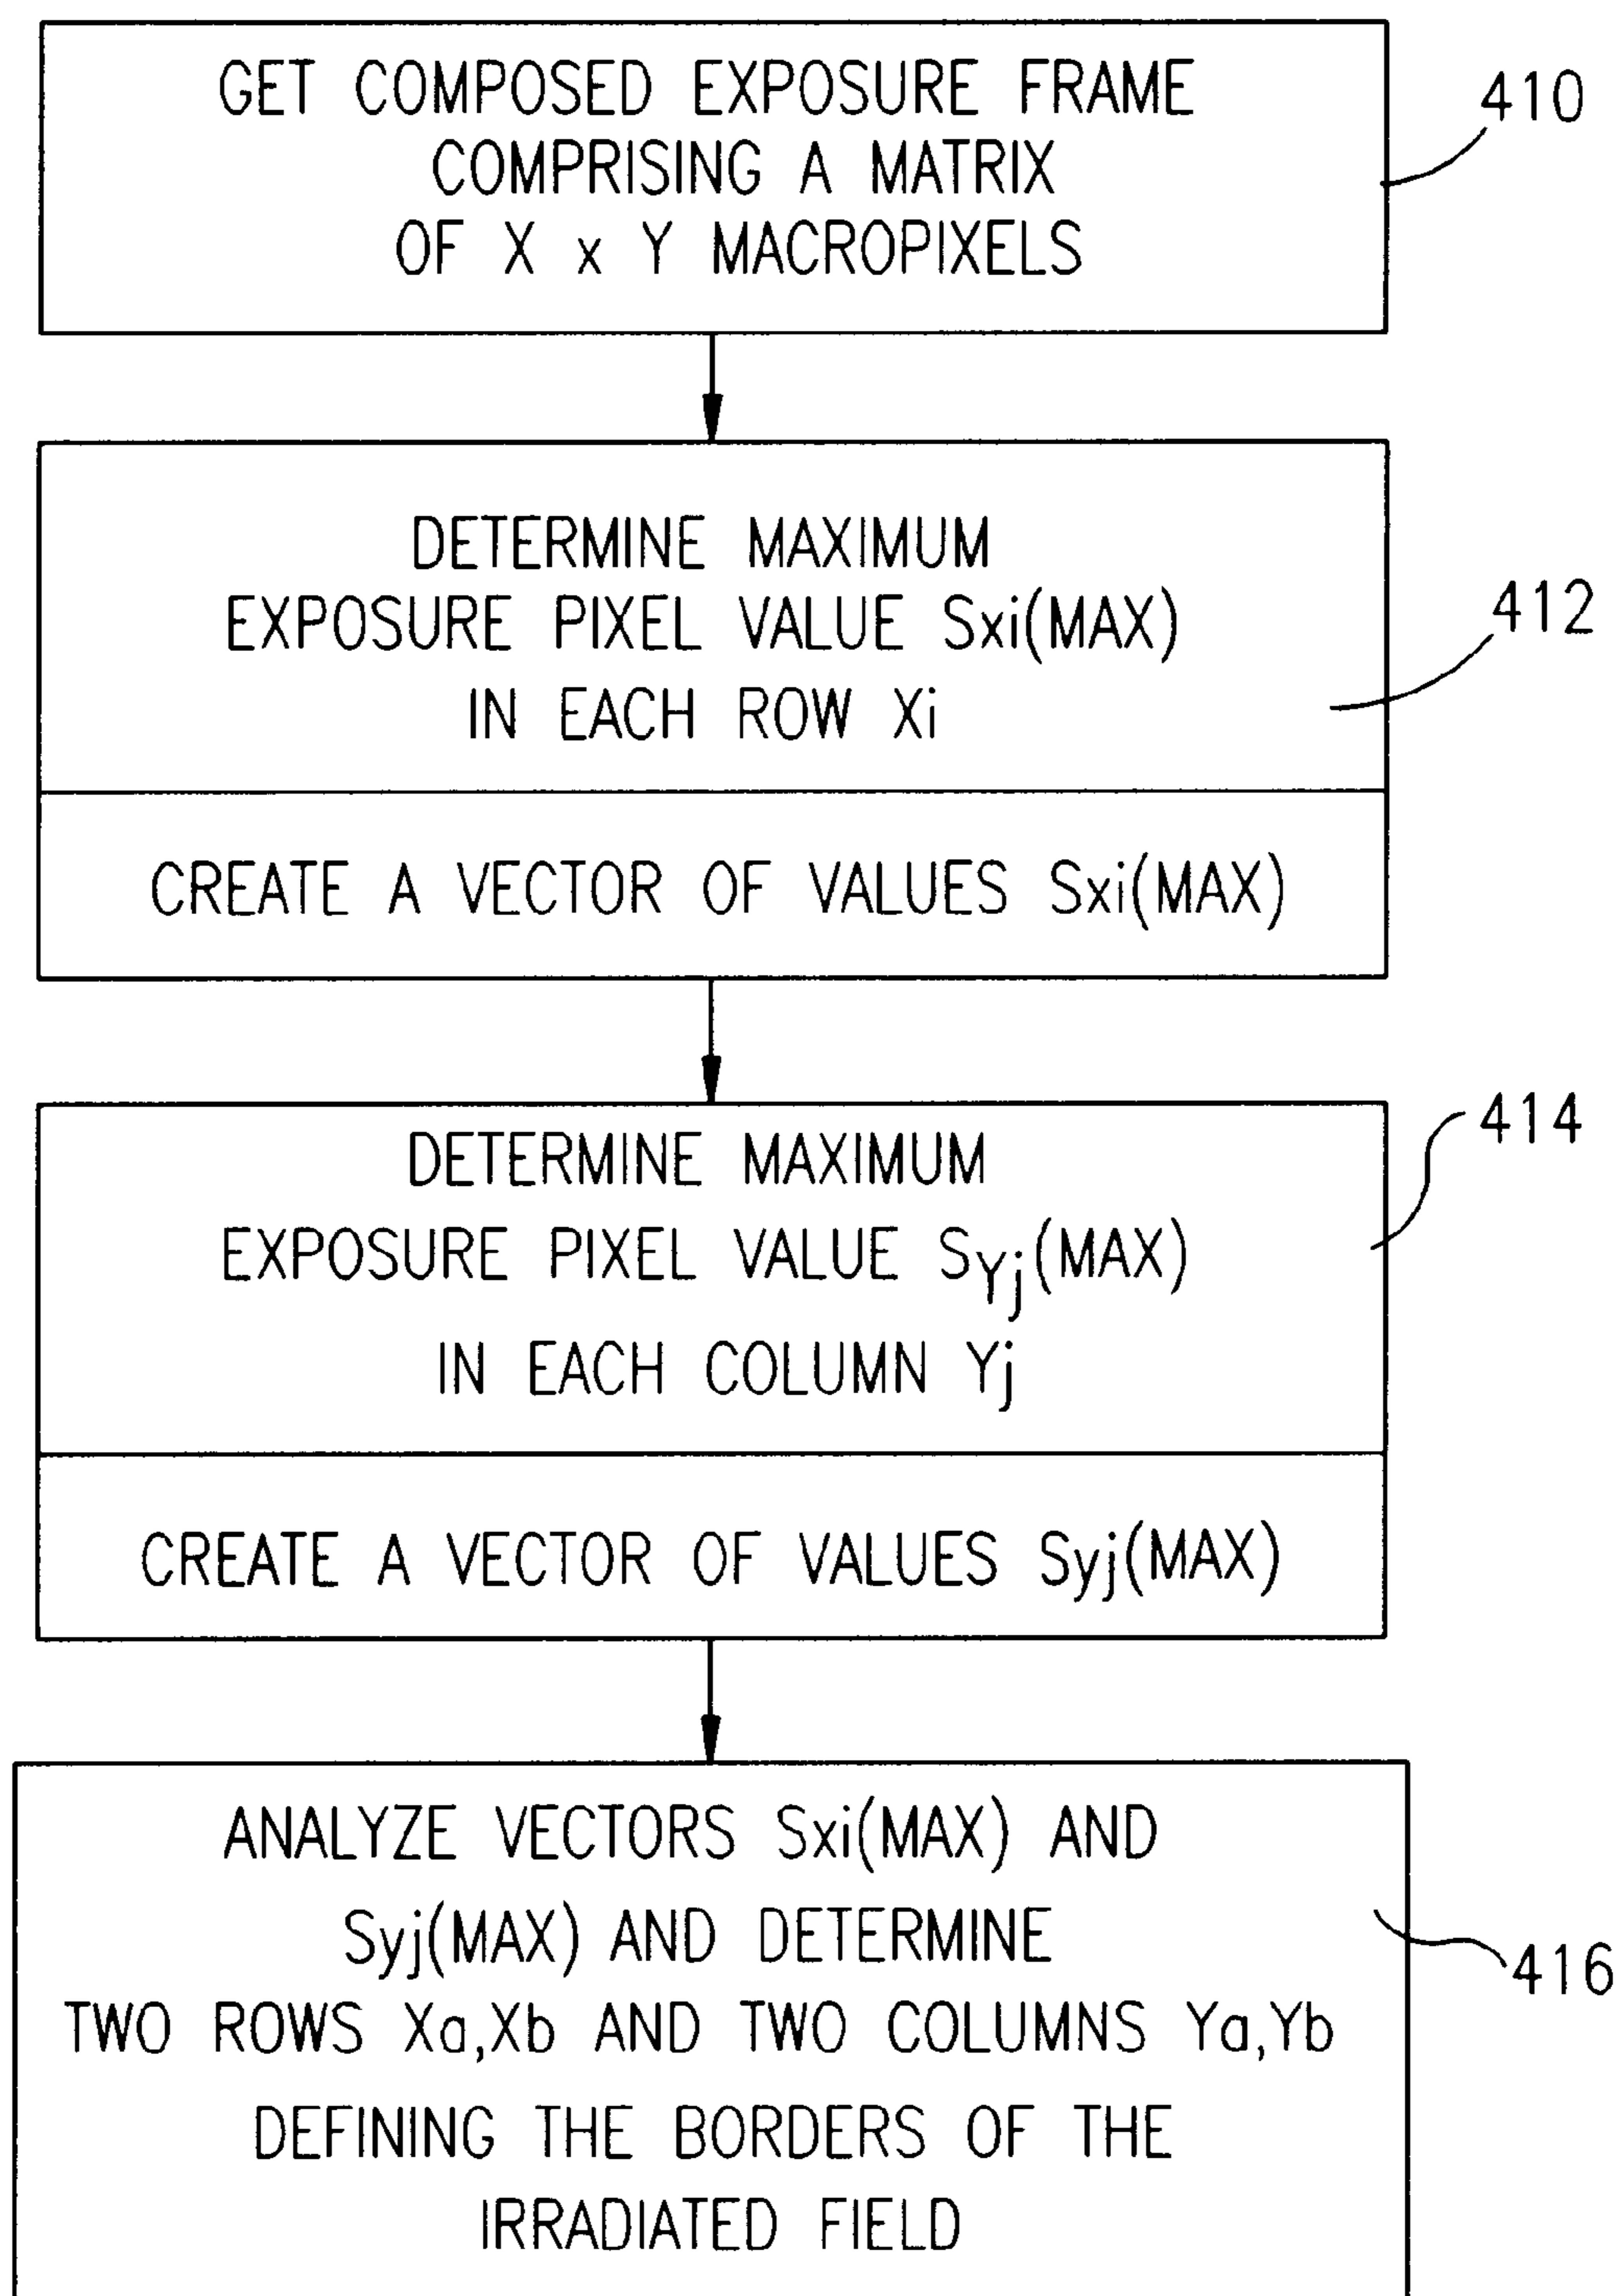 GET COMPOSED EXPOSURE FRAME
COMPRISING A MATRIX
OF X x Y MACROPIXELS
410
DETERMINE MAXIMUM
EXPOSURE PIXEL VALUE Sxi(MAX)
IN EACH ROW Xi
412
CREATE A VECTOR OF VALUES Sxi(MAX)
DETERMINE MAXIMUM
EXPOSURE PIXEL VALUE SYj(MAX)
IN EACH COLUMN Yj
414
CREATE A VECTOR OF VALUES Syj(MAX)
ANALYZE VECTORS Sxi(MAX) AND
Syj(MAX) AND DETERMINE
TWO ROWS Xa,Xb AND TWO COLUMNS Ya,Yb
DEFINING THE BORDERS OF THE
IRRADIATED FIELD
416